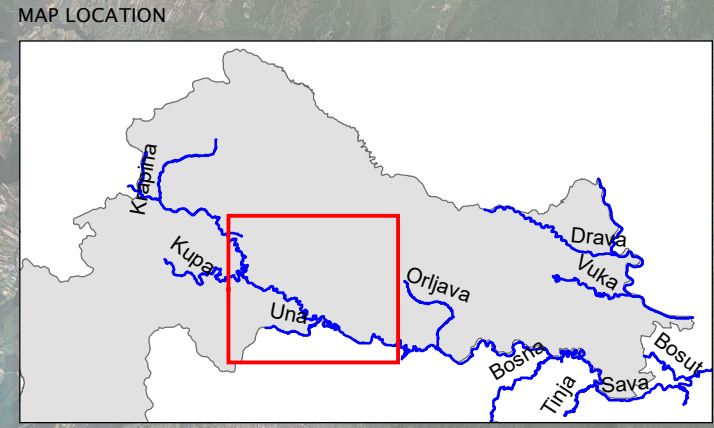 MAP LOCATION
Krapina
Kupa
Una
Orljava
Drava
Vuka
Bosna
Tinja
Sava
Bosut